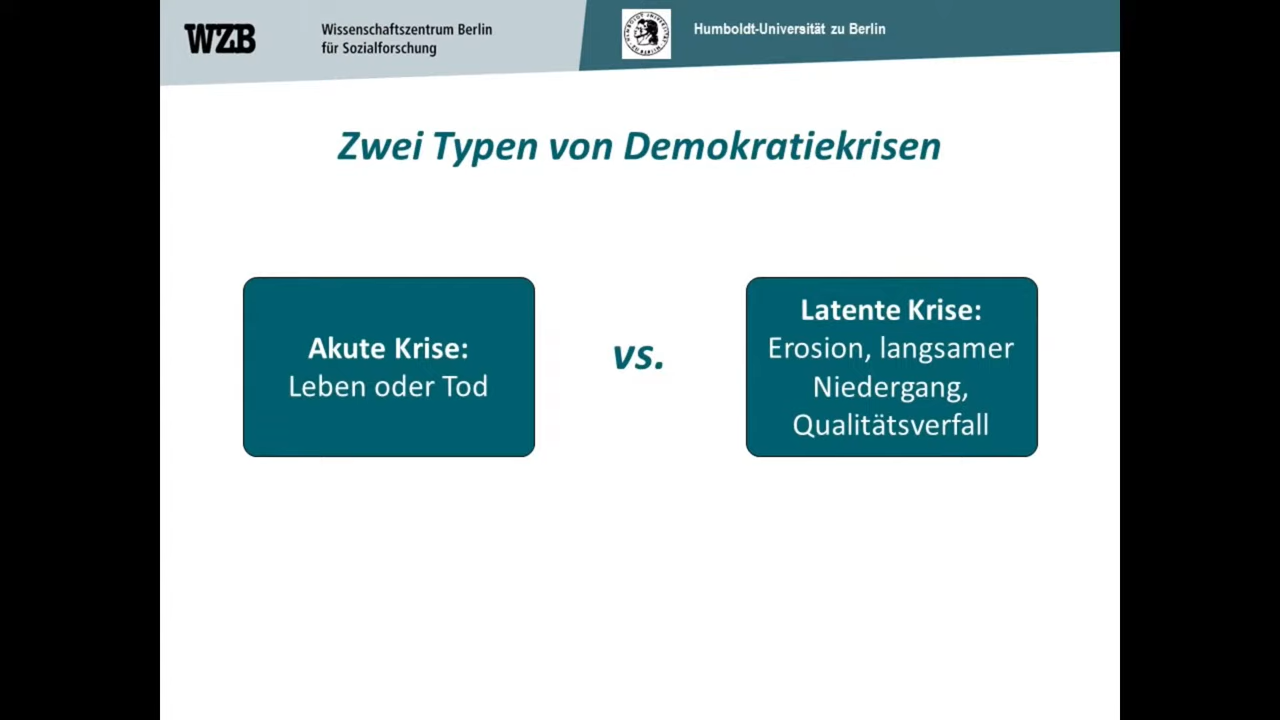 WZB
Wissenschaftszentrum Berlin
für Sozialforschung
Humboldt-Universität zu Berlin
Zwei Typen von Demokratiekrisen
Akute Krise:
Leben oder Tod
vs.
Latente Krise:
Erosion, langsamer
Niedergang,
Qualitätsverfall